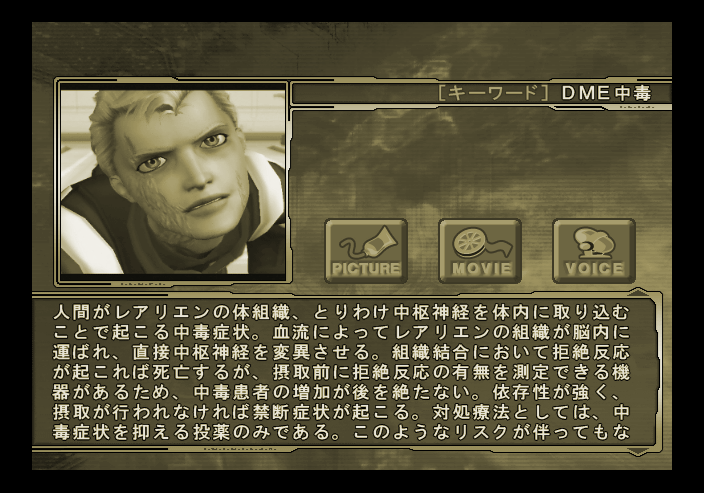 [キーワード] DME中毒
PICTURE
MOVIE
VOICE
人間がレアリエンの体組織、とりわけ中枢神経を体内に取り込む
ことで起こる中毒症状。血流によってレアリエンの組織が脳内に
運ばれ、直接中枢神経を変異させる。組織結合において拒絶反応
が起これば死亡するが、摂取前に拒絶反応の有無を測定できる機
器があるため、中毒患者の増加が後を絶たない。依存性が強く、
摂取が行われなければ禁断症状が起こる。対処療法としては、中
毒症状を抑える投薬のみである。このようなリスクが伴ってもな